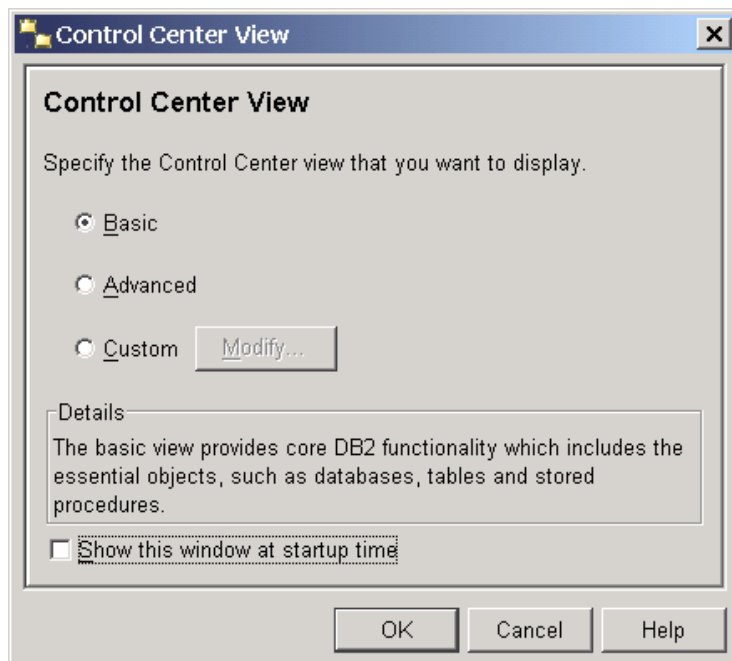 Control Center View
Control Center View
Specify the Control Center view that you want to display.
Basic
Advanced
Custom Modify...
Details
The basic view provides core DB2 functionality which includes the
essential objects, such as databases, tables and stored
procedures.
Show this window at startup time
OK Cancel Help